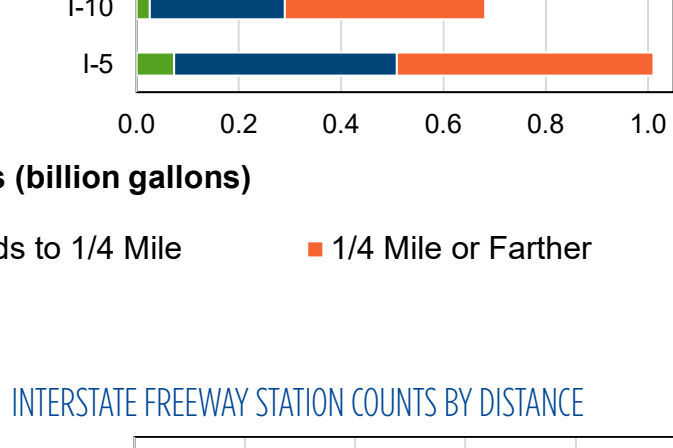 I-10
I-5
0.0 0.2 0.4 0.6 0.8 1.0
s (billion gallons)
ds to 1/4 Mile 1/4 Mile or Farther
INTERSTATE FREEWAY STATION COUNTS BY DISTANCE